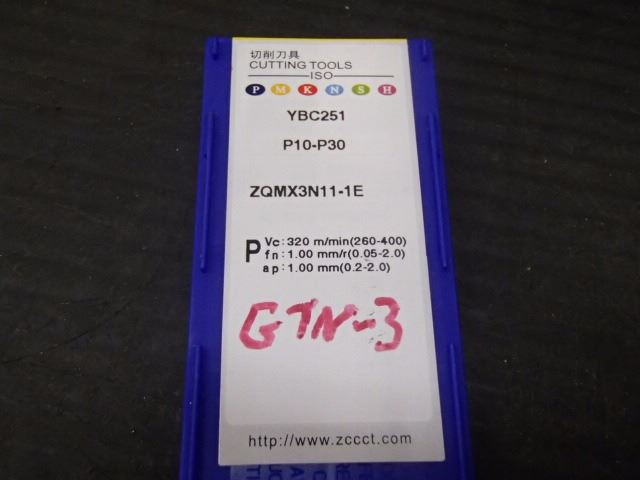 切削刀具
CUTTING TOOLS
ISO
P M K N S H
YBC251
P10-P30
ZQMX3N11-1E
P
Vc: 320 m/min(260-400)
fn: 1.00 mm/r(0.05-2.0)
ap: 1.00 mm(0.2-2.0)
GTN-3
http://www.zccct.com